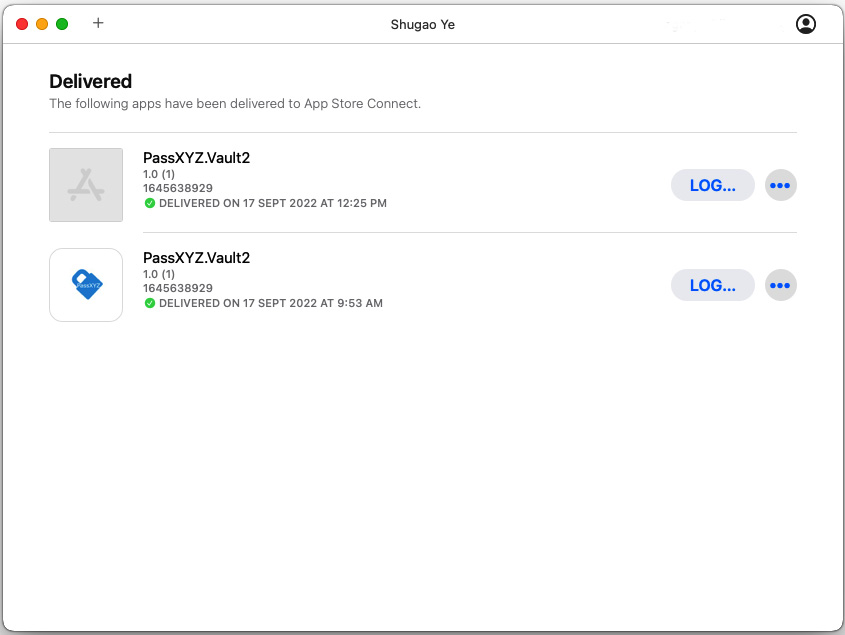 Shugao Ye
Delivered
The following apps have been delivered to App Store Connect.
PassXYZ.Vault2
1.0 (1)
1645638929
DELIVERED ON 17 SEPT 2022 AT 12:25 PM
LOG...
PassXYZ.Vault2
1.0 (1)
1645638929
DELIVERED ON 17 SEPT 2022 AT 9:53 AM
LOG...
PassXYZ